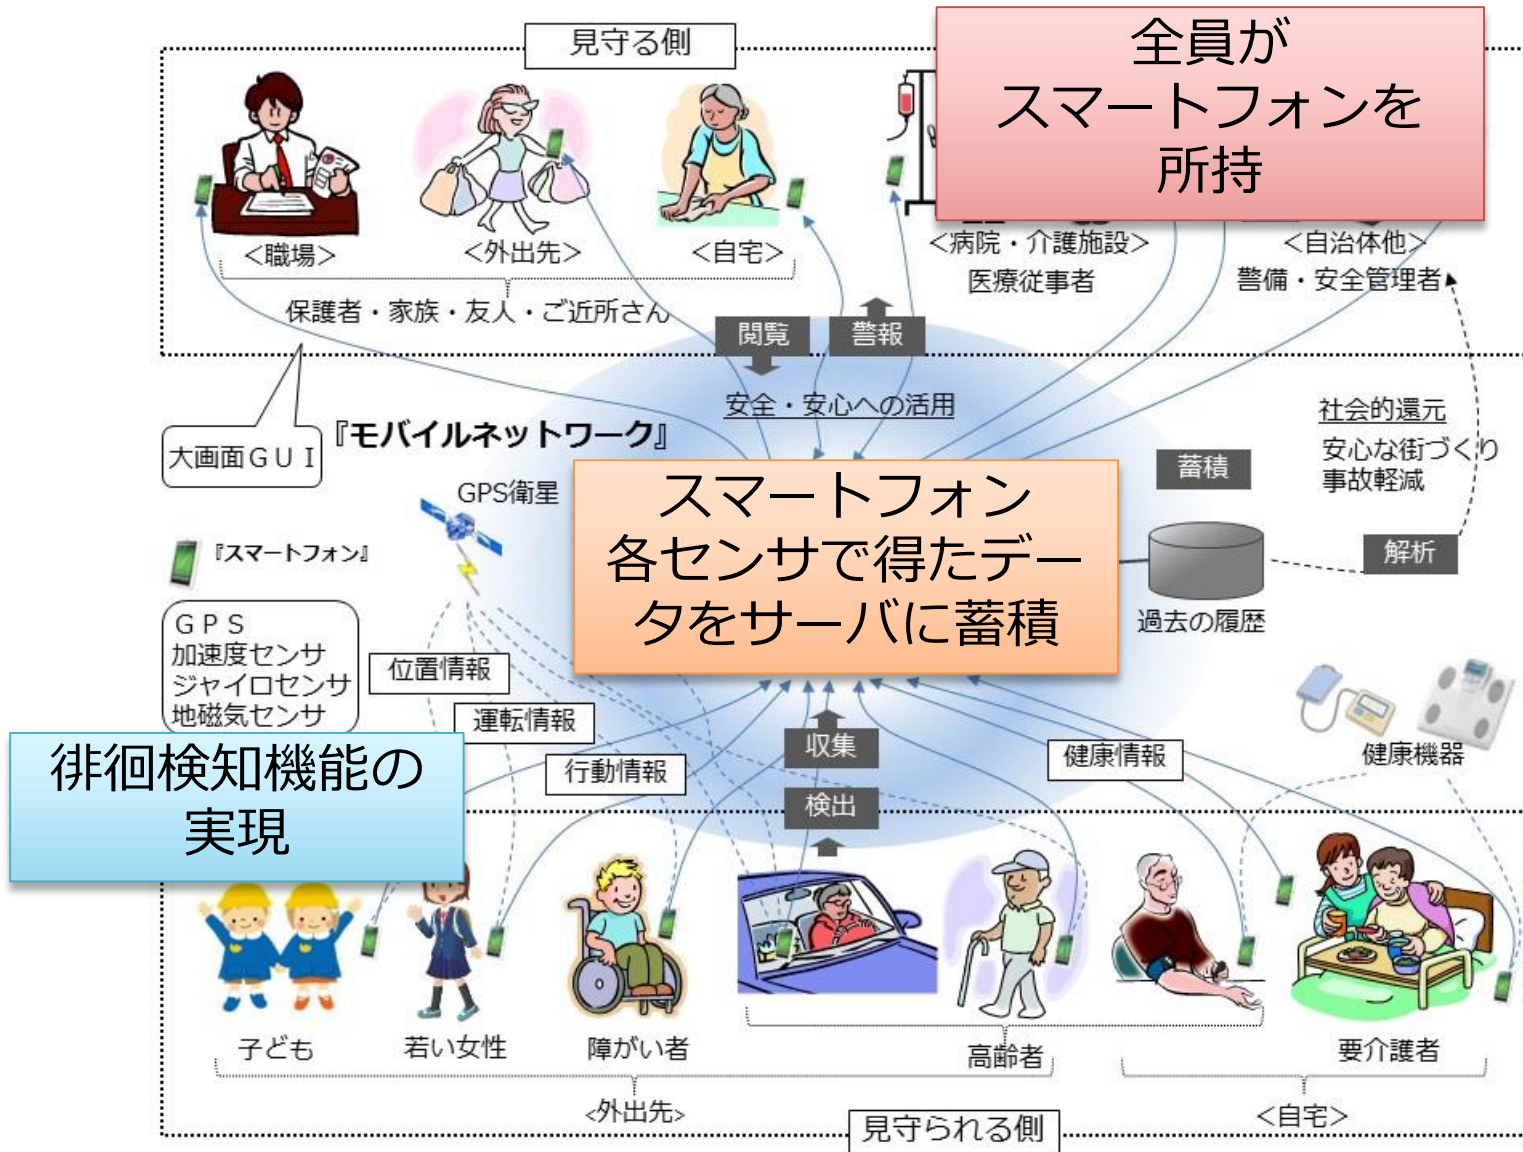 見守る側
全員が
スマートフォンを
所持
<職場>
<外出先>
<自宅>
<病院・介護施設>
<自治体他>
医療従事者
警備・安全管理者
保護者・家族・友人・ご近所さん
閲覧
警報
安全・安心への活用
社会的還元
安心な街づくり
事故軽減
大画面ＧＵＩ
『モバイルネットワーク』
GPS衛星
スマートフォン
各センサで得たデー
タをサーバに蓄積
蓄積
解析
過去の履歴
『スマートフォン』
ＧＰＳ
加速度センサ
ジャイロセンサ
地磁気センサ
位置情報
運転情報
行動情報
収集
検出
健康情報
健康機器
徘徊検知機能の
実現
子ども
若い女性
障がい者
高齢者
要介護者
<外出先>
<自宅>
見守られる側